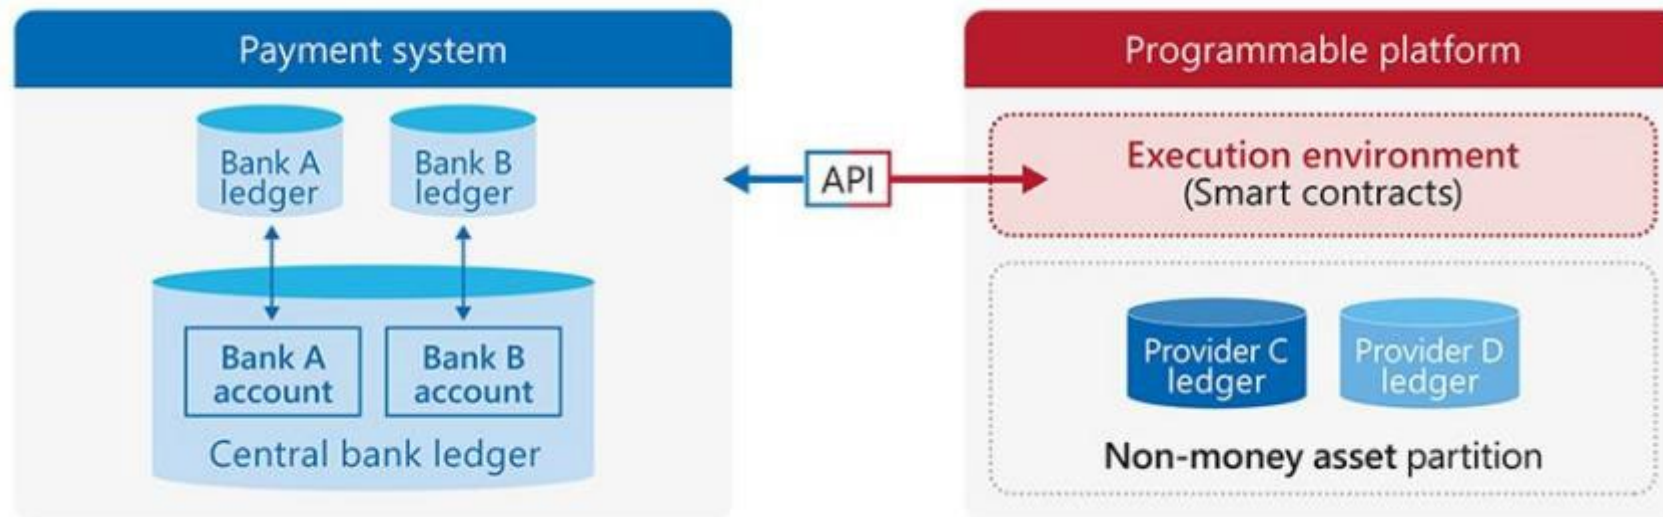 Payment system
Bank A
ledger
Bank B
ledger
Bank A
account
Bank B
account
Central bank ledger
API
Programmable platform
Execution environment
(Smart contracts)
Provider C
ledger
Provider D
ledger
Non-money asset partition